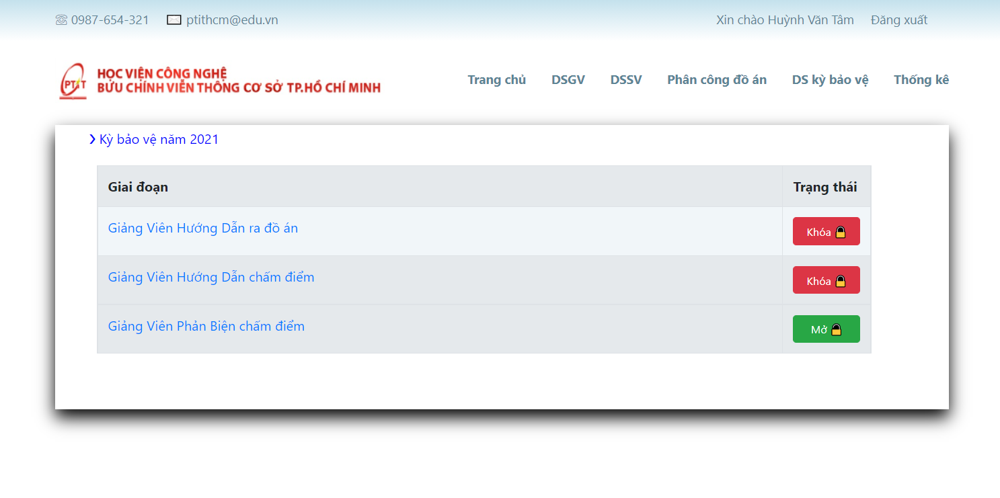 0987-654-321 ptithcm@edu.vn Xin chào Huỳnh Văn Tâm Đăng xuất
HỌC VIỆN CÔNG NGHỆ
PTIT BƯU CHÍNH VIỄN THÔNG CƠ SỞ TP.HỒ CHÍ MINH
Trang chủ DSGV DSSV Phân công đồ án DS kỳ bảo vệ Thống kê
Kỳ bảo vệ năm 2021
Giai đoạn Trạng thái
Giảng Viên Hướng Dẫn ra đồ án Khóa
Giảng Viên Hướng Dẫn chấm điểm Khóa
Giảng Viên Phản Biện chấm điểm Mở